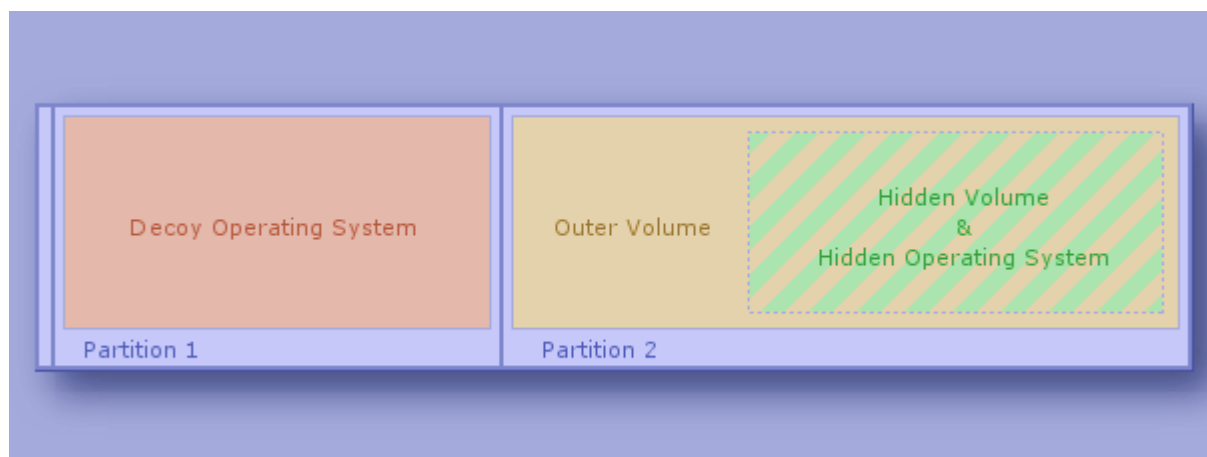 Decoy Operating System
Outer Volume
Hidden Volume
&
Hidden Operating System
Partition 1
Partition 2